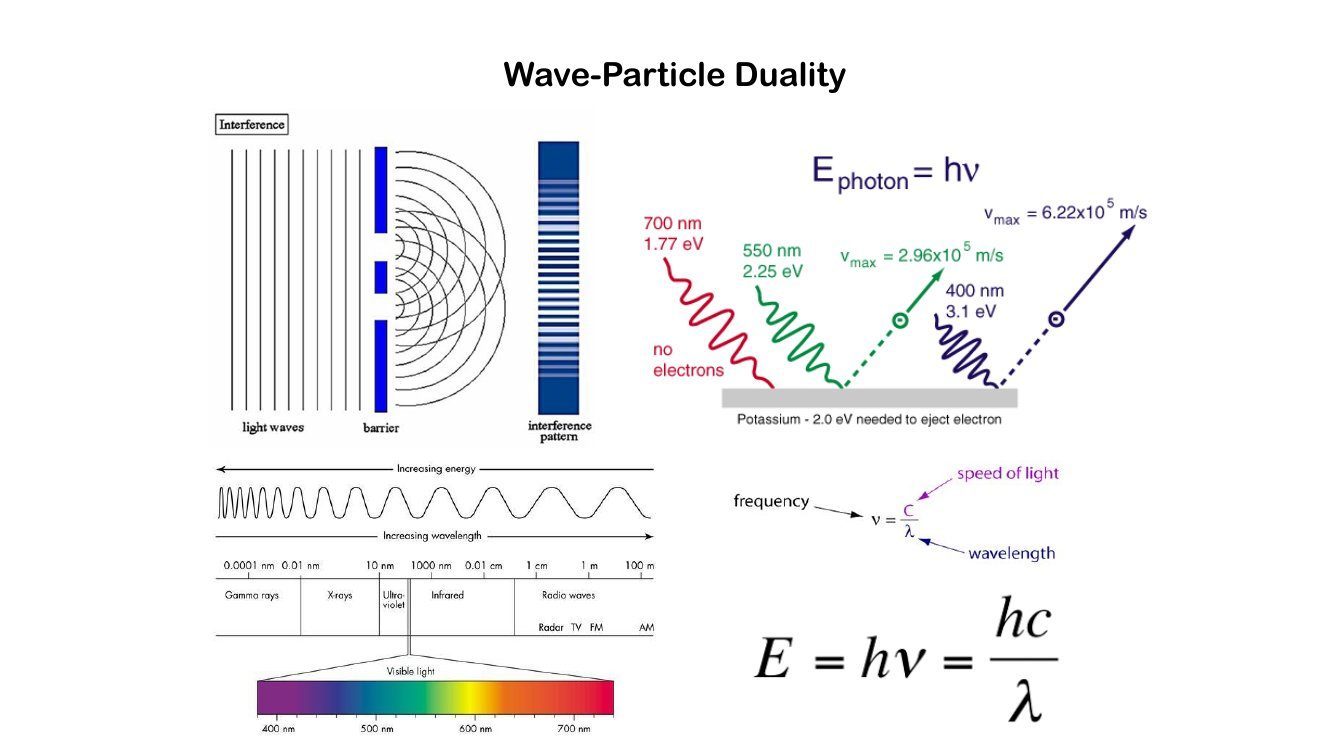 Wave-Particle Duality
Interference
light waves
barrier
interference
pattern
E photon = hν
700 nm
1.77 eV
550 nm
2.25 eV
vmax = 2.96x10^5 m/s
vmax = 6.22x10^5 m/s
400 nm
3.1 eV
no
electrons
Potassium - 2.0 eV needed to eject electron
Increasing energy
Increasing wavelength
0.0001 nm 0.01 nm 10 nm 1000 nm 0.01 cm 1 cm 1 m 100 m
Gamma rays X-rays Ultra- Infrared Radio waves
violet
Radar TV FM AM
Visible light
400 nm 500 nm 600 nm 700 nm
speed of light
frequency
ν = c/λ
wavelength
E = hν = hc/λ